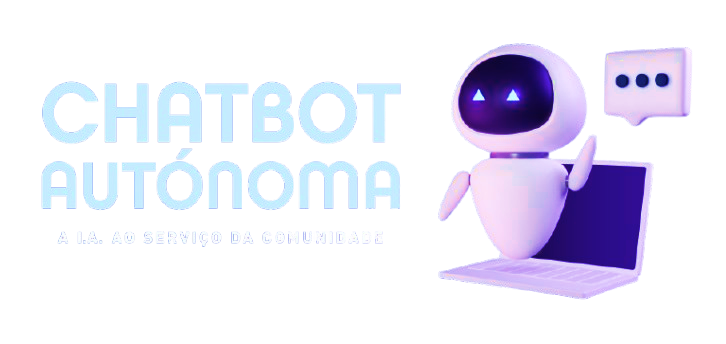 CHATBOT
AUTÓNOMA
A I.A. AO SERVIÇO DA COMUNIDADE